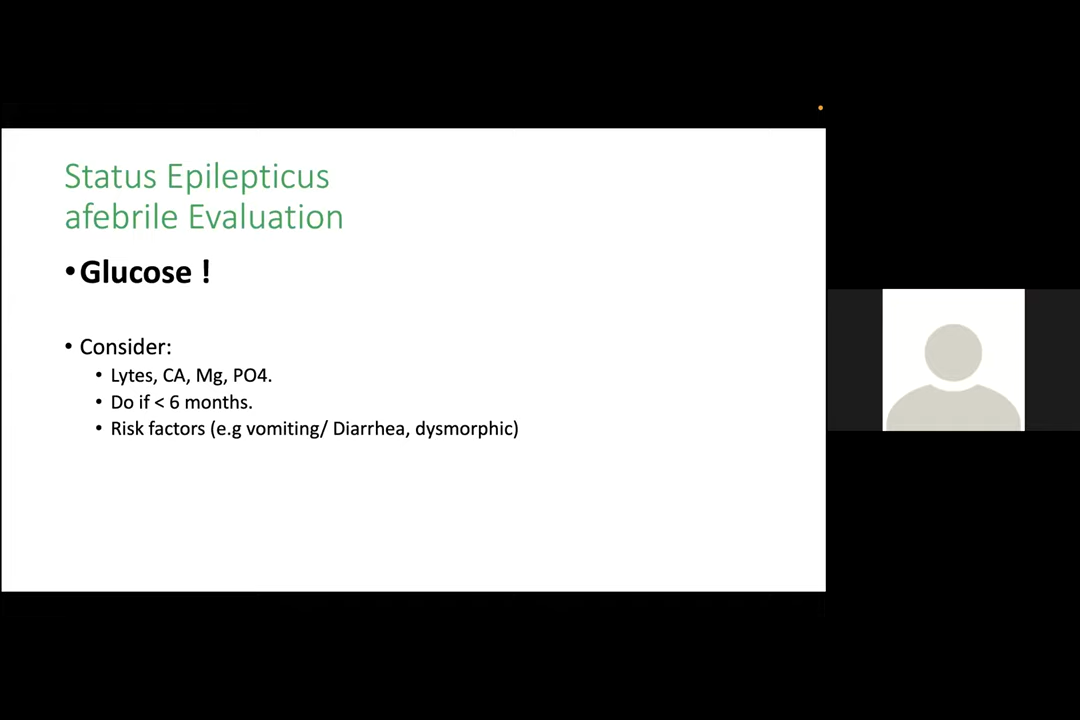 Status Epilepticus
afebrile Evaluation
•Glucose !
• Consider:
• Lytes, CA, Mg, PO4.
• Do if < 6 months.
• Risk factors (e.g vomiting/ Diarrhea, dysmorphic)